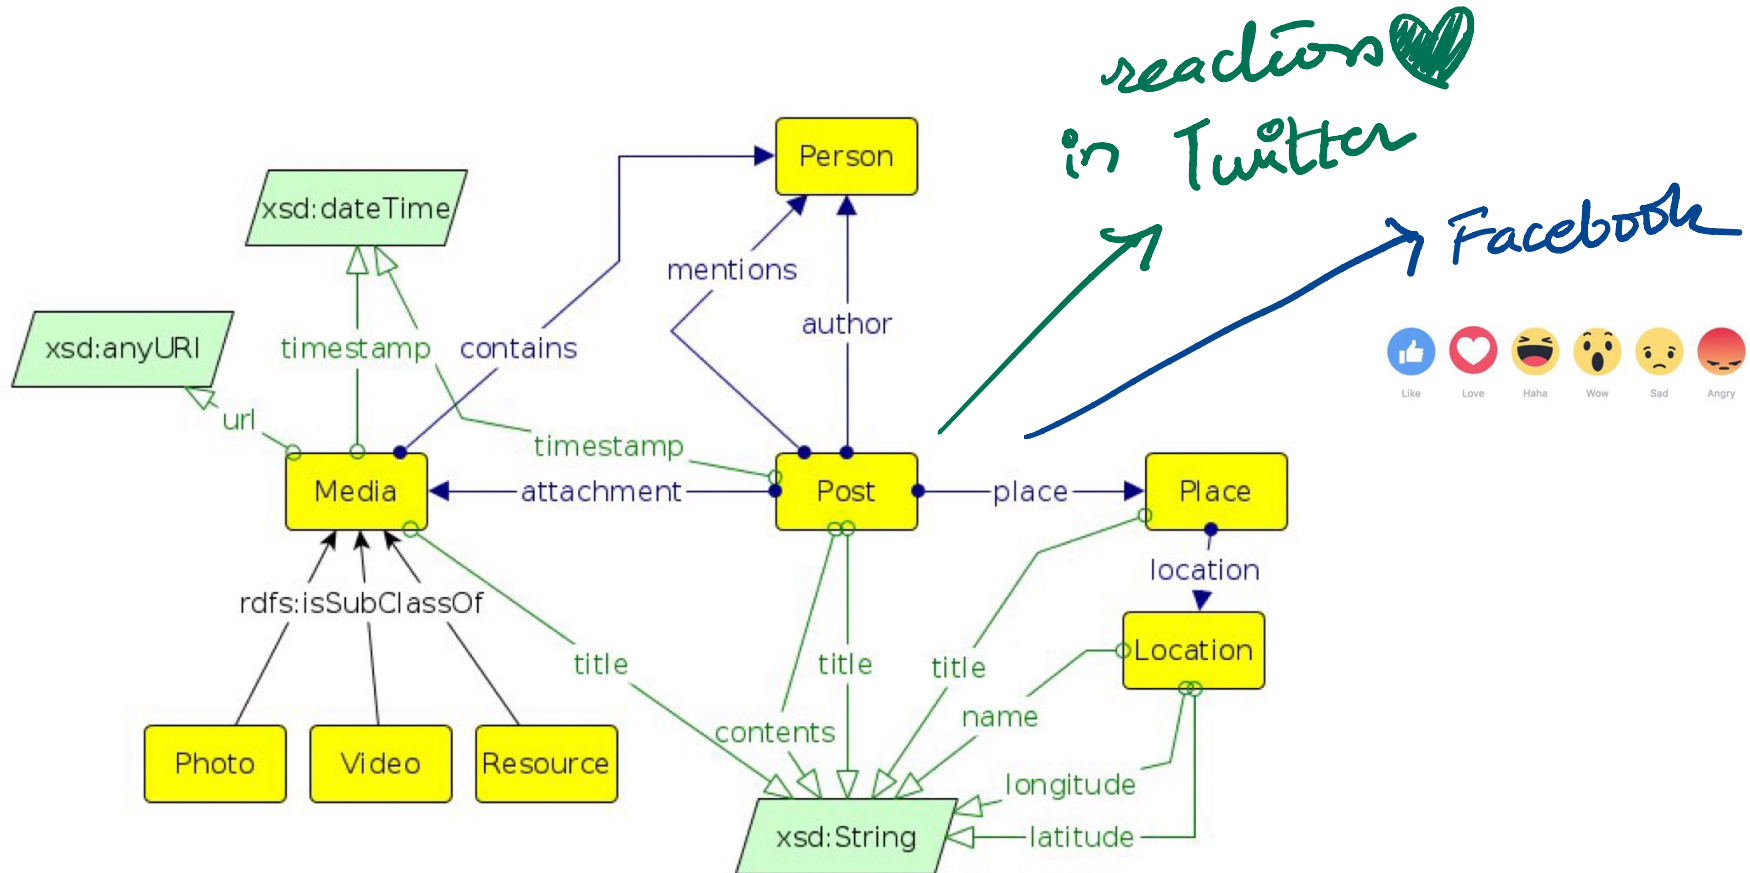 reactions
in Twitter
Facebook
Person
xsd:dateTime
mentions
author
xsd:anyURI
timestamp
contains
Like Love Haha Wow Sad Angry
url
timestamp
Media
attachment
Post
place
Place
location
rdfs:isSubClassOf
title
title
title
Location
name
contents
Photo
Video
Resource
longitude
xsd:String
latitude